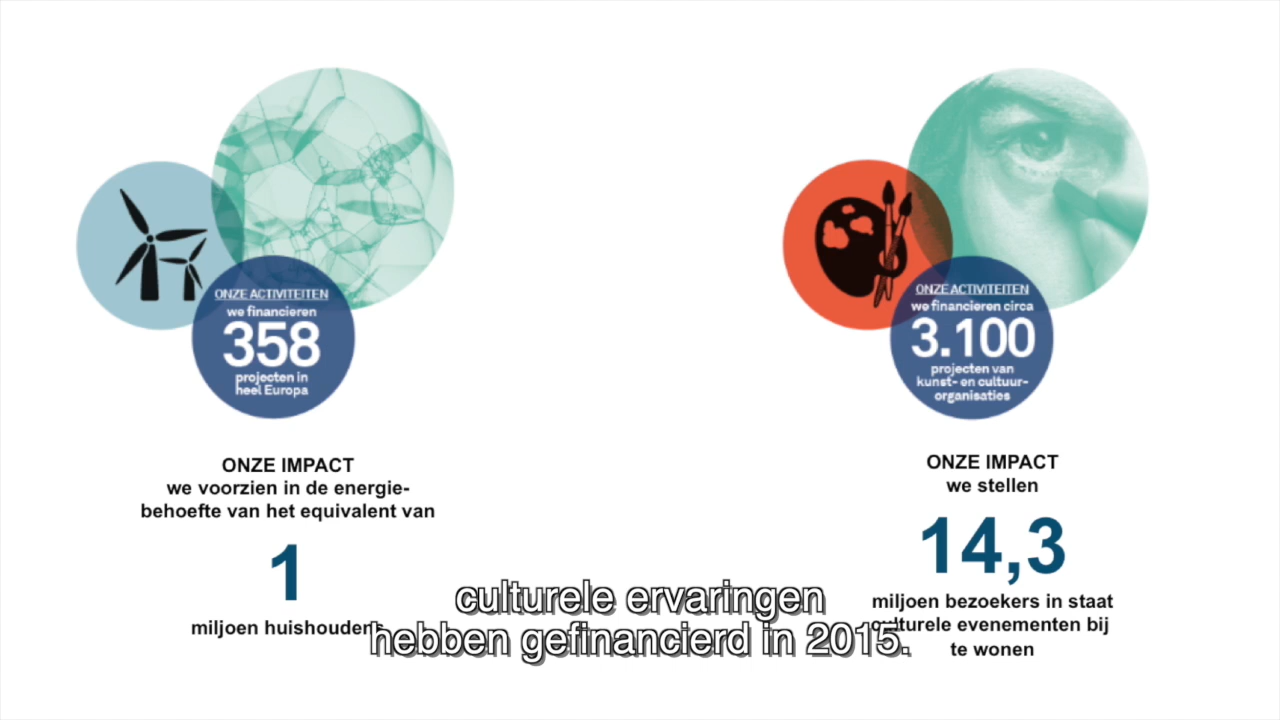 ONZE ACTIVITEITEN
we financieren
358
projecten in
heel Europa
ONZE IMPACT
we voorzien in de energie-
behoefte van het equivalent van
1
miljoen huishoudens
ONZE ACTIVITEITEN
we financieren circa
3.100
projecten van
kunst- en cultuur-
organisaties
ONZE IMPACT
we stellen
14,3
miljoen bezoekers in staat
culturele evenementen bij
te wonen
culturele ervaringen
hebben gefinancierd in 2015.